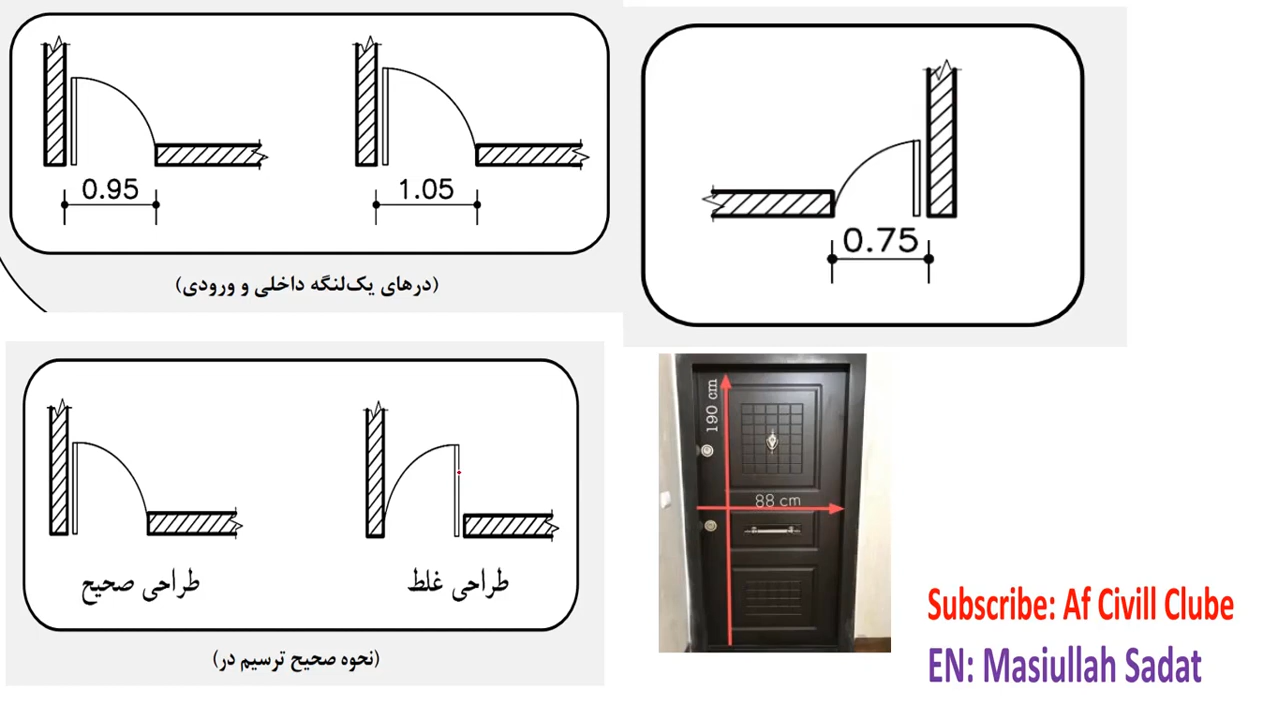 0.95
1.05
(درهای یک‌لنگه داخلی و ورودی)
0.75
طراحی صحیح
طراحی غلط
(نحوه صحیح ترسیم در)
190 cm
88 cm
Subscribe: Af Civill Clube
EN: Masiullah Sadat